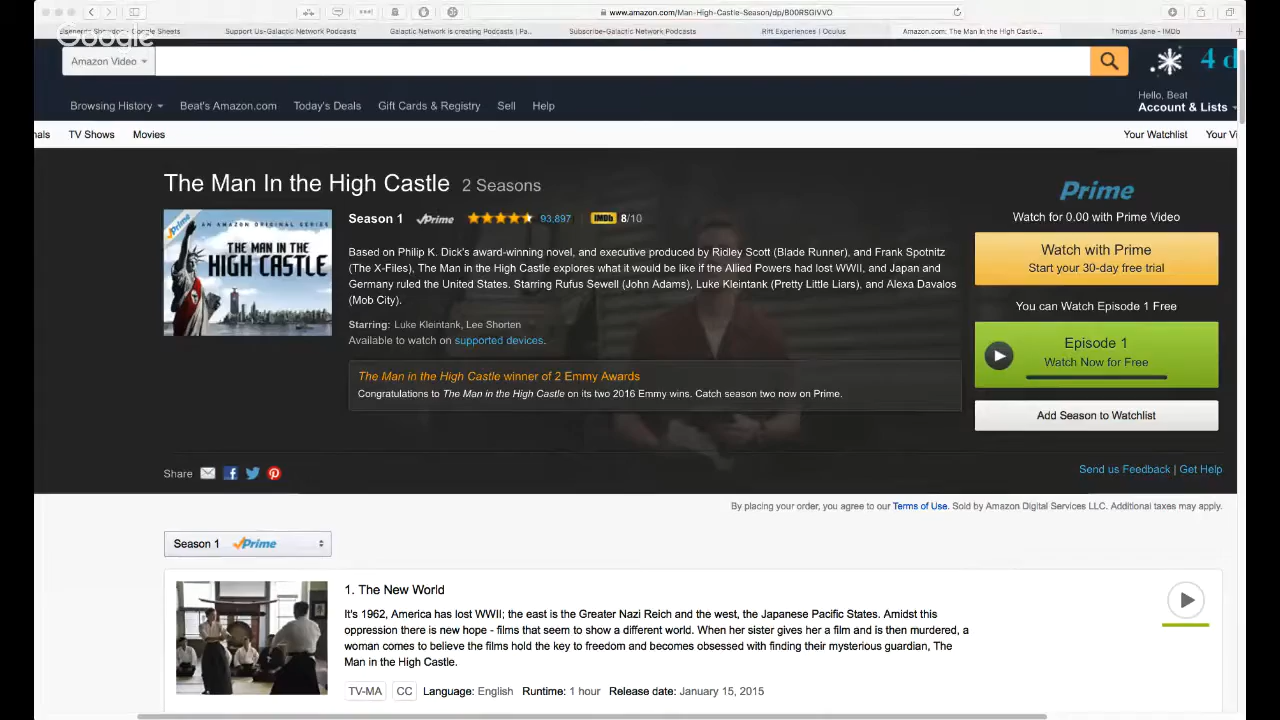 www.amazon.com/Man-High-Castle-Season/dp/B00RSGIVVO
Google
Support Us-Galactic Network Podcasts
Galactic Network is creating Podcasts | Pa...
Subscribe-Galactic Network Podcasts
Rift Experiences | Oculus
Amazon.com: The Man In the High Castle...
Thomas Jane - IMDb
Amazon Video
4 d
Hello, Beat
Browsing History Beat's Amazon.com Today's Deals Gift Cards & Registry Sell Help
Account & Lists
nals TV Shows Movies
Your Watchlist Your Vi
The Man In the High Castle 2 Seasons
Prime
AN AMAZON ORIGINAL SERIES
THE MAN IN THE
HIGH CASTLE
Season 1 Prime 93,897 IMDb 8/10
Based on Philip K. Dick's award-winning novel, and executive produced by Ridley Scott (Blade Runner), and Frank Spotnitz
(The X-Files), The Man in the High Castle explores what it would be like if the Allied Powers had lost WWII, and Japan and
Germany ruled the United States. Starring Rufus Sewell (John Adams), Luke Kleintank (Pretty Little Liars), and Alexa Davalos
(Mob City).
Starring: Luke Kleintank, Lee Shorten
Available to watch on supported devices.
The Man in the High Castle winner of 2 Emmy Awards
Congratulations to The Man in the High Castle on its two 2016 Emmy wins. Catch season two now on Prime.
Prime
Watch for 0.00 with Prime Video
Watch with Prime
Start your 30-day free trial
You can Watch Episode 1 Free
Episode 1
Watch Now for Free
Add Season to Watchlist
Share
Send us Feedback | Get Help
By placing your order, you agree to our Terms of Use. Sold by Amazon Digital Services LLC. Additional taxes may apply.
Season 1 Prime
1. The New World
It's 1962, America has lost WWII; the east is the Greater Nazi Reich and the west, the Japanese Pacific States. Amidst this
oppression there is new hope - films that seem to show a different world. When her sister gives her a film and is then murdered, a
woman comes to believe the films hold the key to freedom and becomes obsessed with finding their mysterious guardian, The
Man in the High Castle.
TV-MA CC Language: English Runtime: 1 hour Release date: January 15, 2015